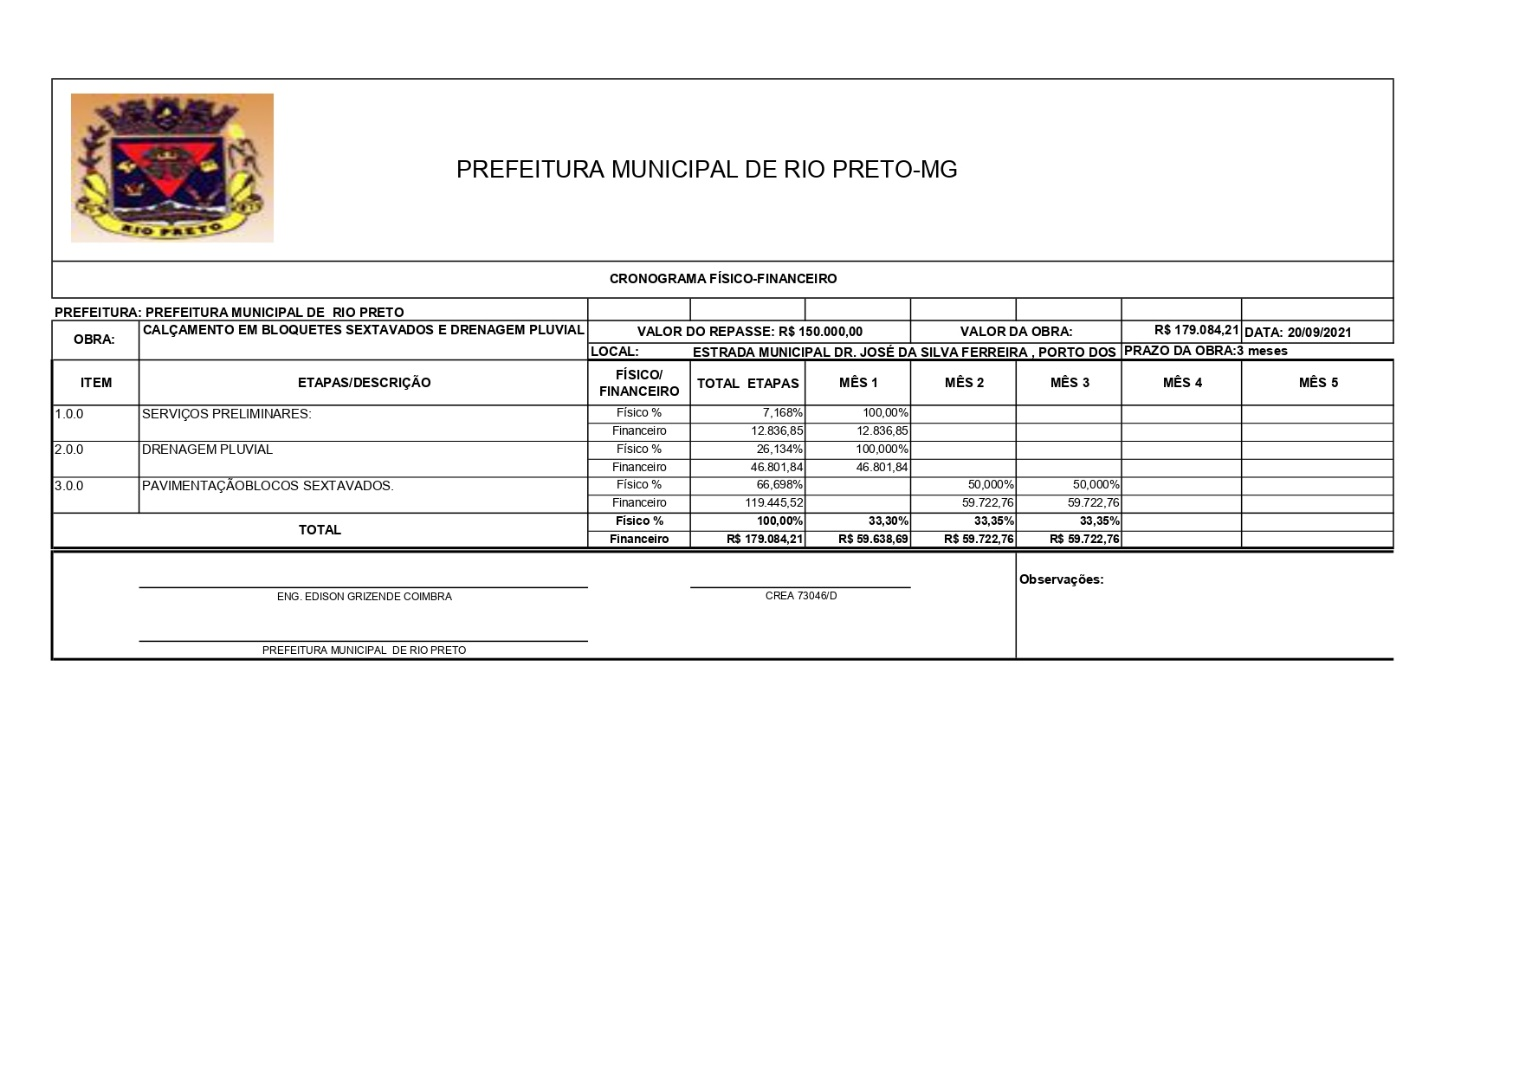 RIO PRETO
PREFEITURA MUNICIPAL DE RIO PRETO-MG
CRONOGRAMA FÍSICO-FINANCEIRO
PREFEITURA: PREFEITURA MUNICIPAL DE RIO PRETO
OBRA: CALÇAMENTO EM BLOQUETES SEXTAVADOS E DRENAGEM PLUVIAL VALOR DO REPASSE: R$ 150.000,00 VALOR DA OBRA: R$ 179.084,21 DATA: 20/09/2021
LOCAL: ESTRADA MUNICIPAL DR. JOSÉ DA SILVA FERREIRA , PORTO DOS PRAZO DA OBRA:3 meses
ITEM ETAPAS/DESCRIÇÃO FÍSICO/ FINANCEIRO TOTAL ETAPAS MÊS 1 MÊS 2 MÊS 3 MÊS 4 MÊS 5
1.0.0 SERVIÇOS PRELIMINARES: Físico % 7,168% 100,00%
Financeiro 12.836,85 12.836,85
2.0.0 DRENAGEM PLUVIAL Físico % 26,134% 100,000%
Financeiro 46.801,84 46.801,84
3.0.0 PAVIMENTAÇÃOBLOCOS SEXTAVADOS. Físico % 66,698% 50,000% 50,000%
Financeiro 119.445,52 59.722,76 59.722,76
TOTAL Físico % 100,00% 33,30% 33,35% 33,35%
Financeiro R$ 179.084,21 R$ 59.638,69 R$ 59.722,76 R$ 59.722,76
Observações:
ENG. EDISON GRIZENDE COIMBRA CREA 73046/D
PREFEITURA MUNICIPAL DE RIO PRETO